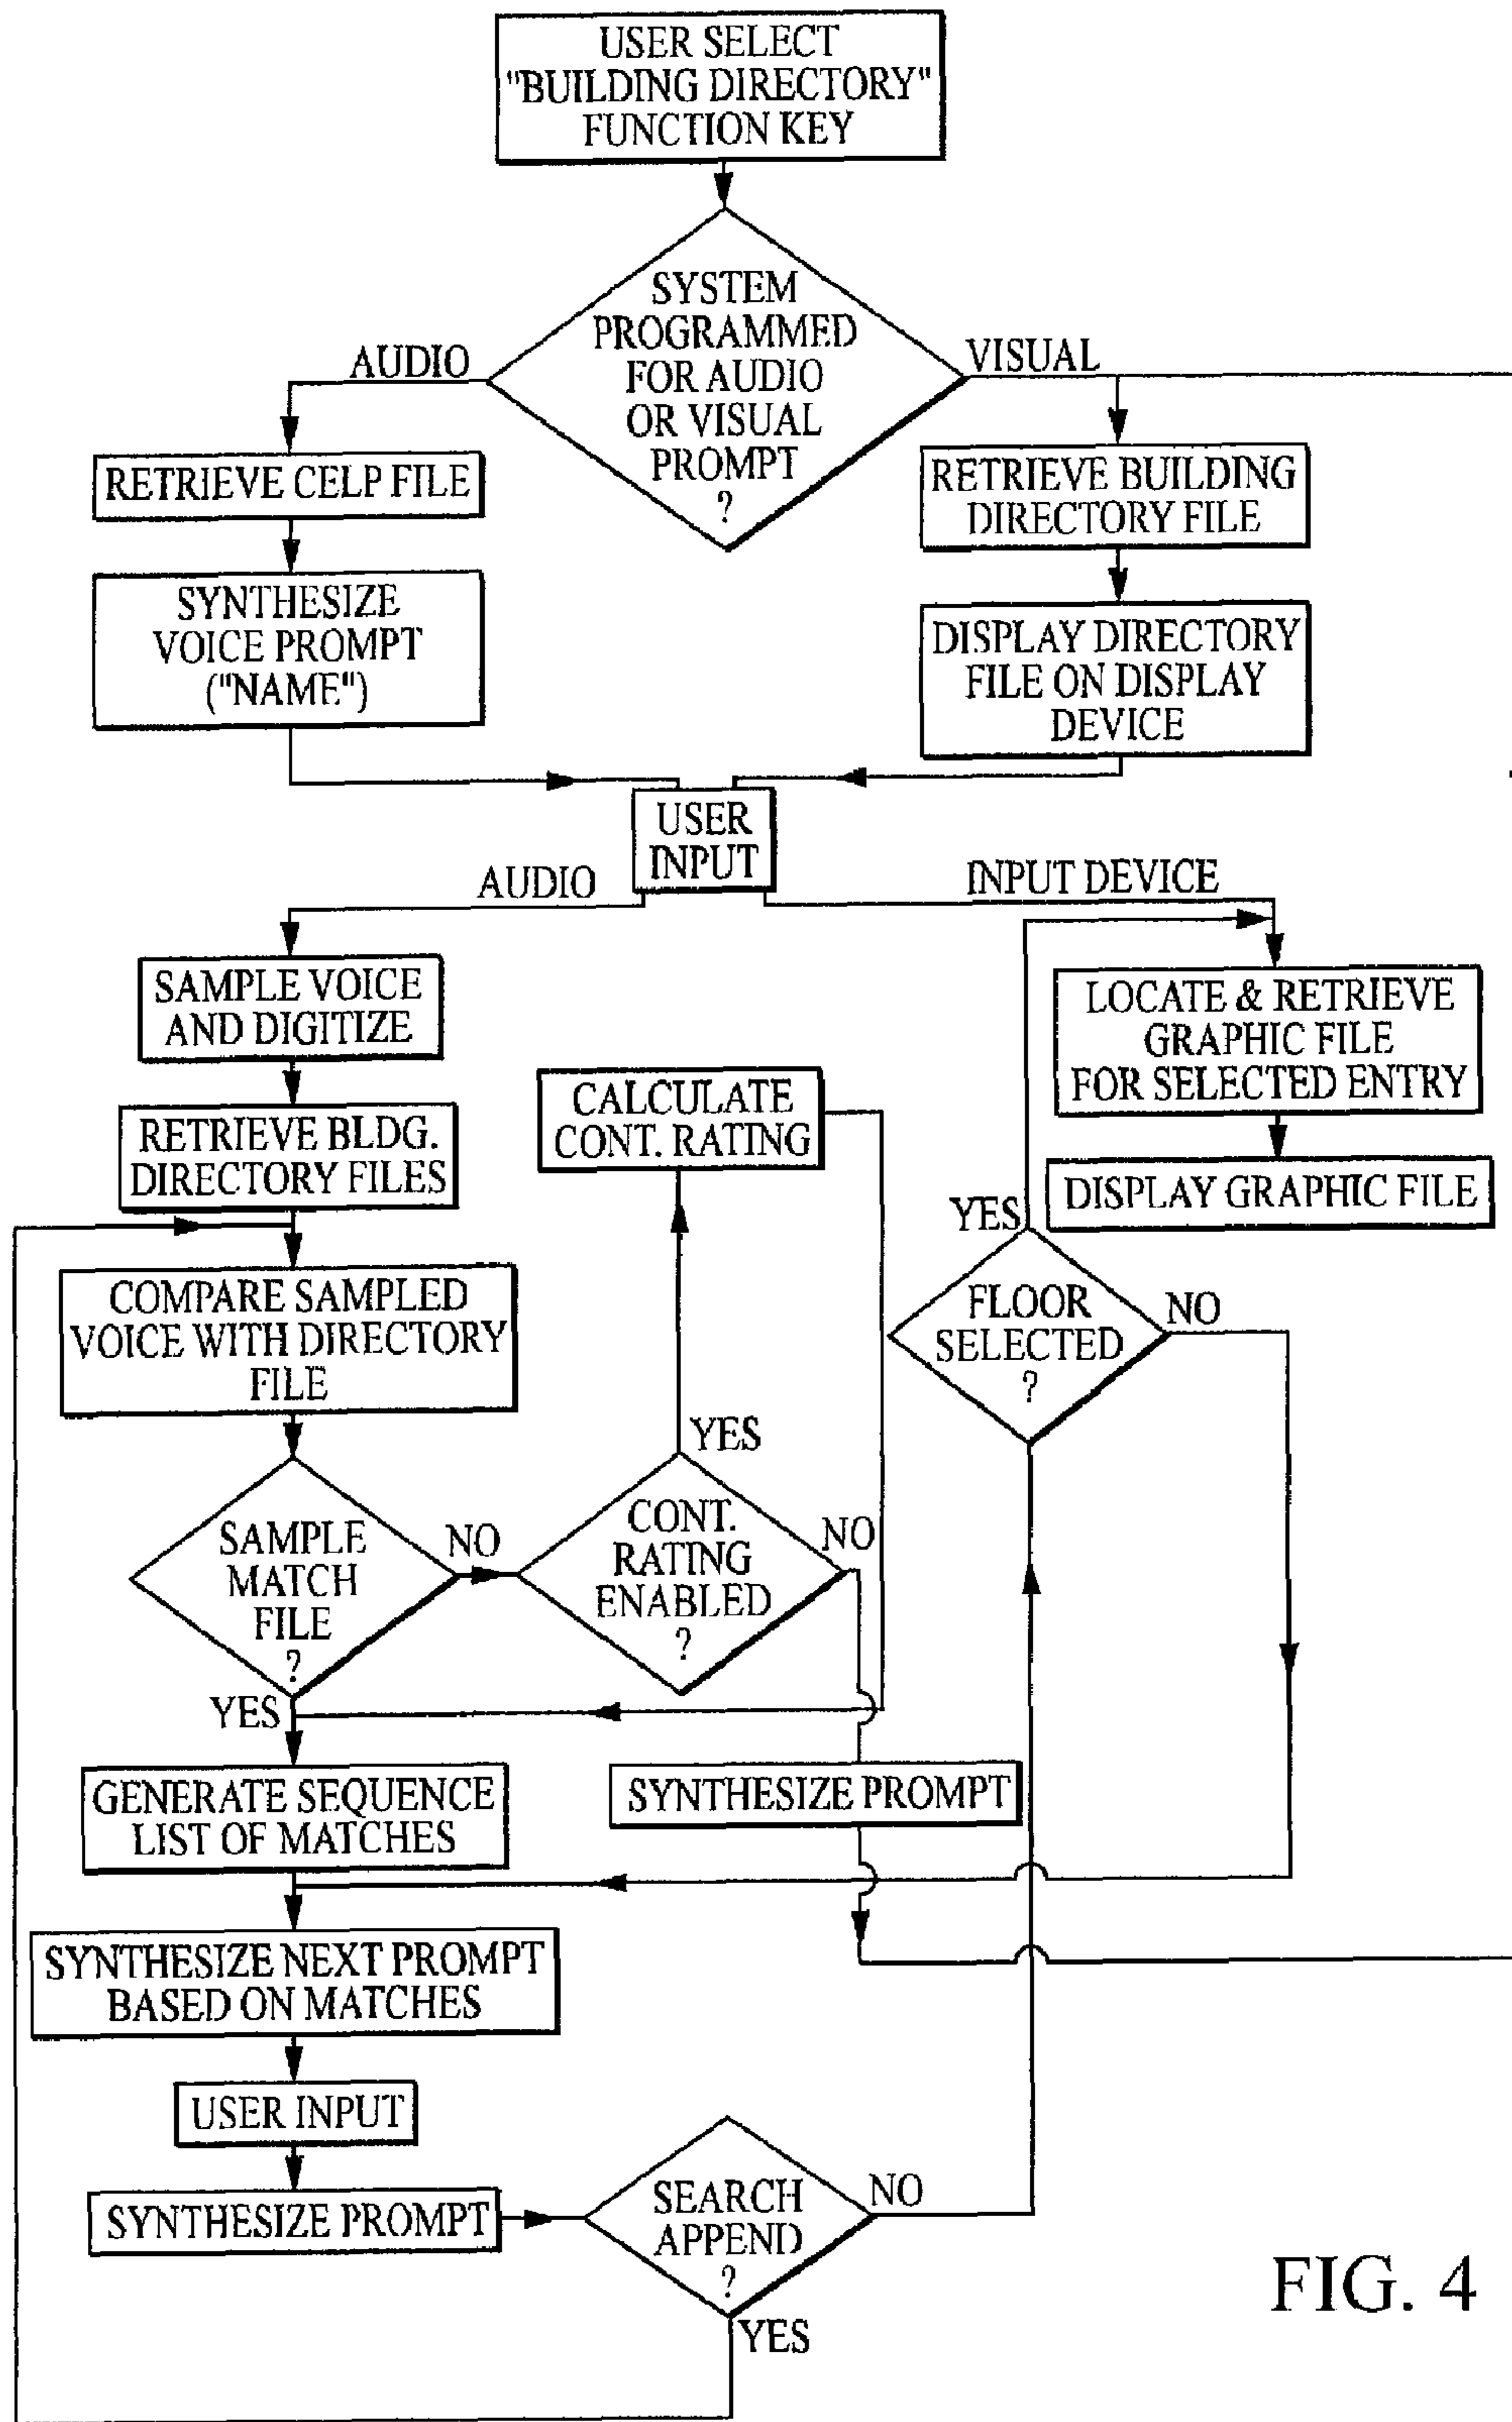 USER SELECT
"BUILDING DIRECTORY"
FUNCTION KEY
SYSTEM
PROGRAMMED
FOR AUDIO
OR VISUAL
PROMPT
?
AUDIO
VISUAL
RETRIEVE CELP FILE
SYNTHESIZE
VOICE PROMPT
("NAME")
RETRIEVE BUILDING
DIRECTORY FILE
DISPLAY DIRECTORY
FILE ON DISPLAY
DEVICE
USER
INPUT
AUDIO
INPUT DEVICE
SAMPLE VOICE
AND DIGITIZE
RETRIEVE BLDG.
DIRECTORY FILES
COMPARE SAMPLED
VOICE WITH DIRECTORY
FILE
SAMPLE
MATCH
FILE
?
NO
YES
CALCULATE
CONT. RATING
YES
CONT.
RATING
ENABLED
?
NO
LOCATE & RETRIEVE
GRAPHIC FILE
FOR SELECTED ENTRY
DISPLAY GRAPHIC FILE
YES
FLOOR
SELECTED
?
NO
GENERATE SEQUENCE
LIST OF MATCHES
SYNTHESIZE PROMPT
SYNTHESIZE NEXT PROMPT
BASED ON MATCHES
USER INPUT
SYNTHESIZE PROMPT
SEARCH
APPEND
?
NO
YES
FIG. 4